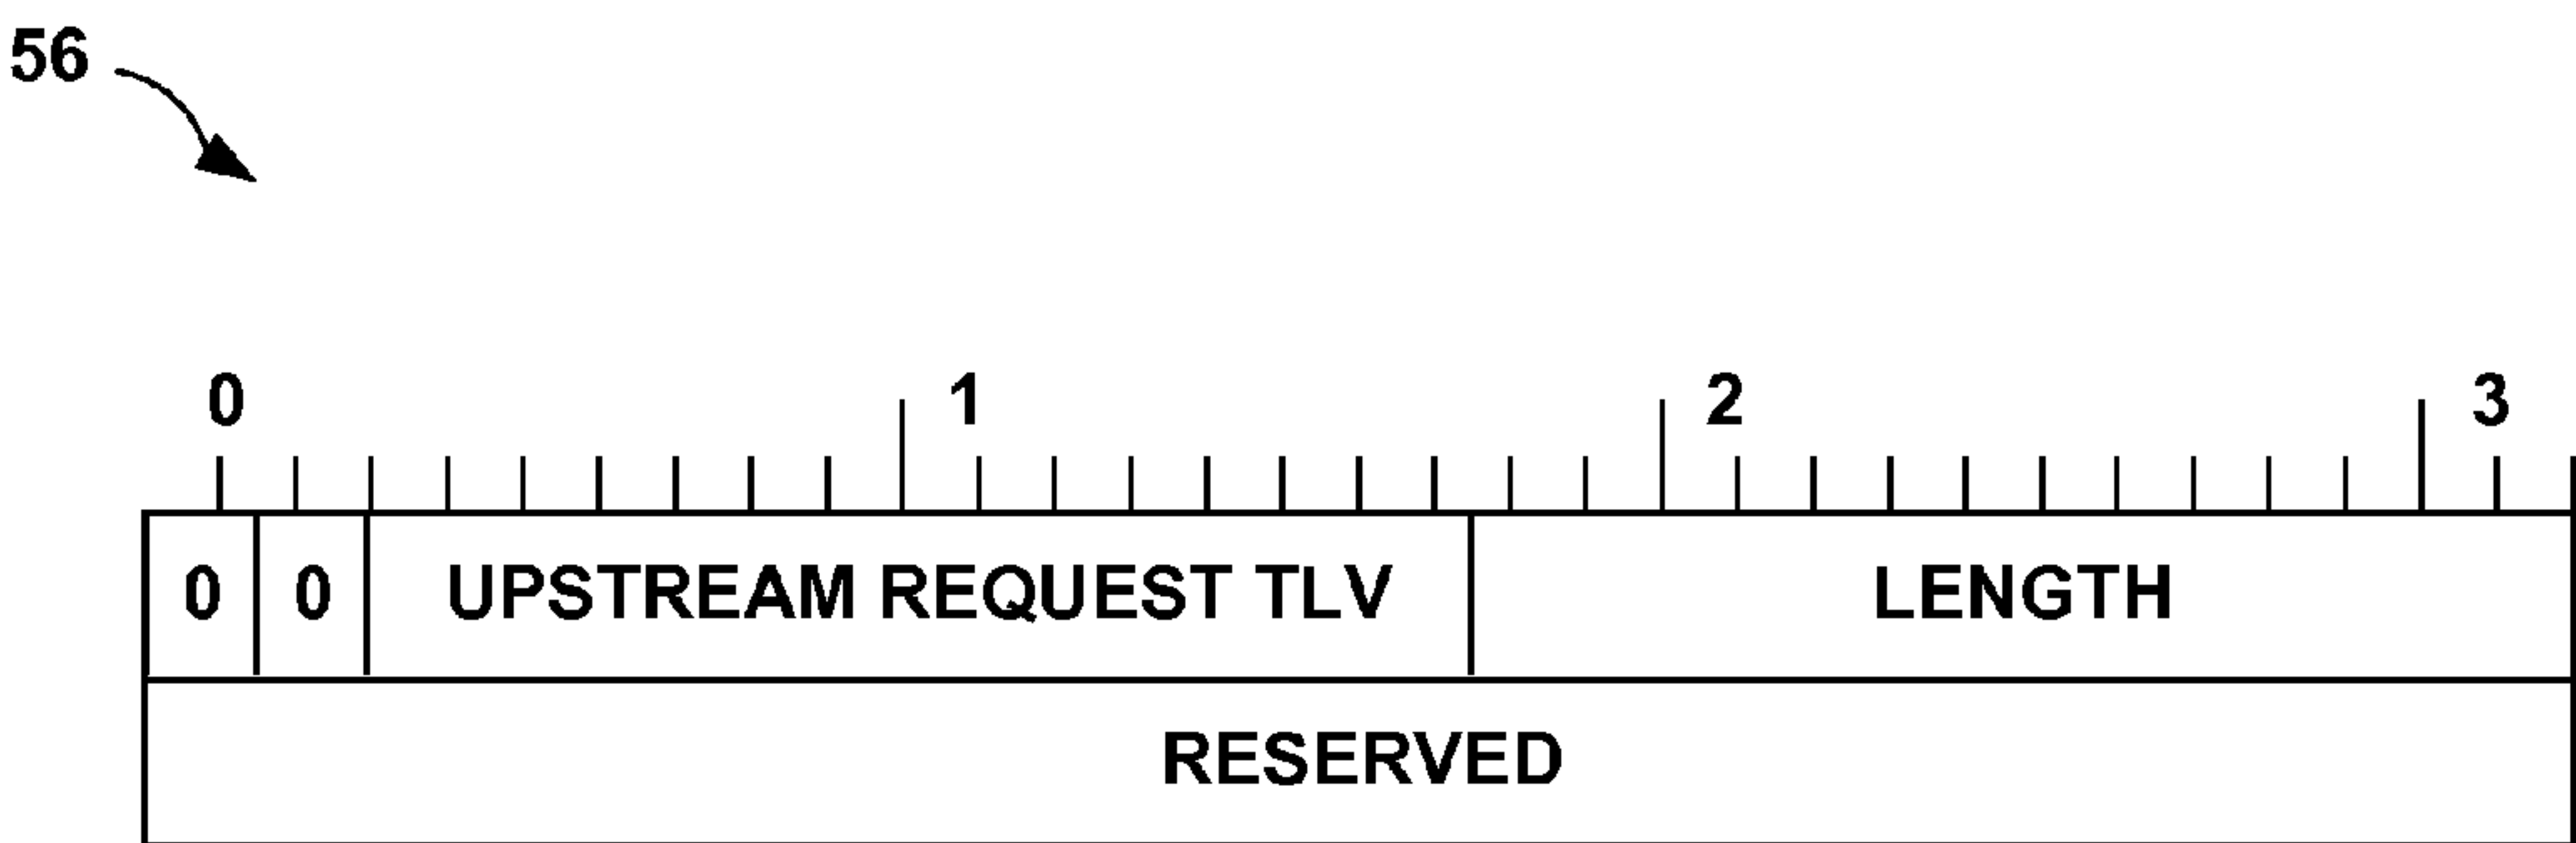 56
0 1 2 3
0 0 UPSTREAM REQUEST TLV LENGTH
RESERVED